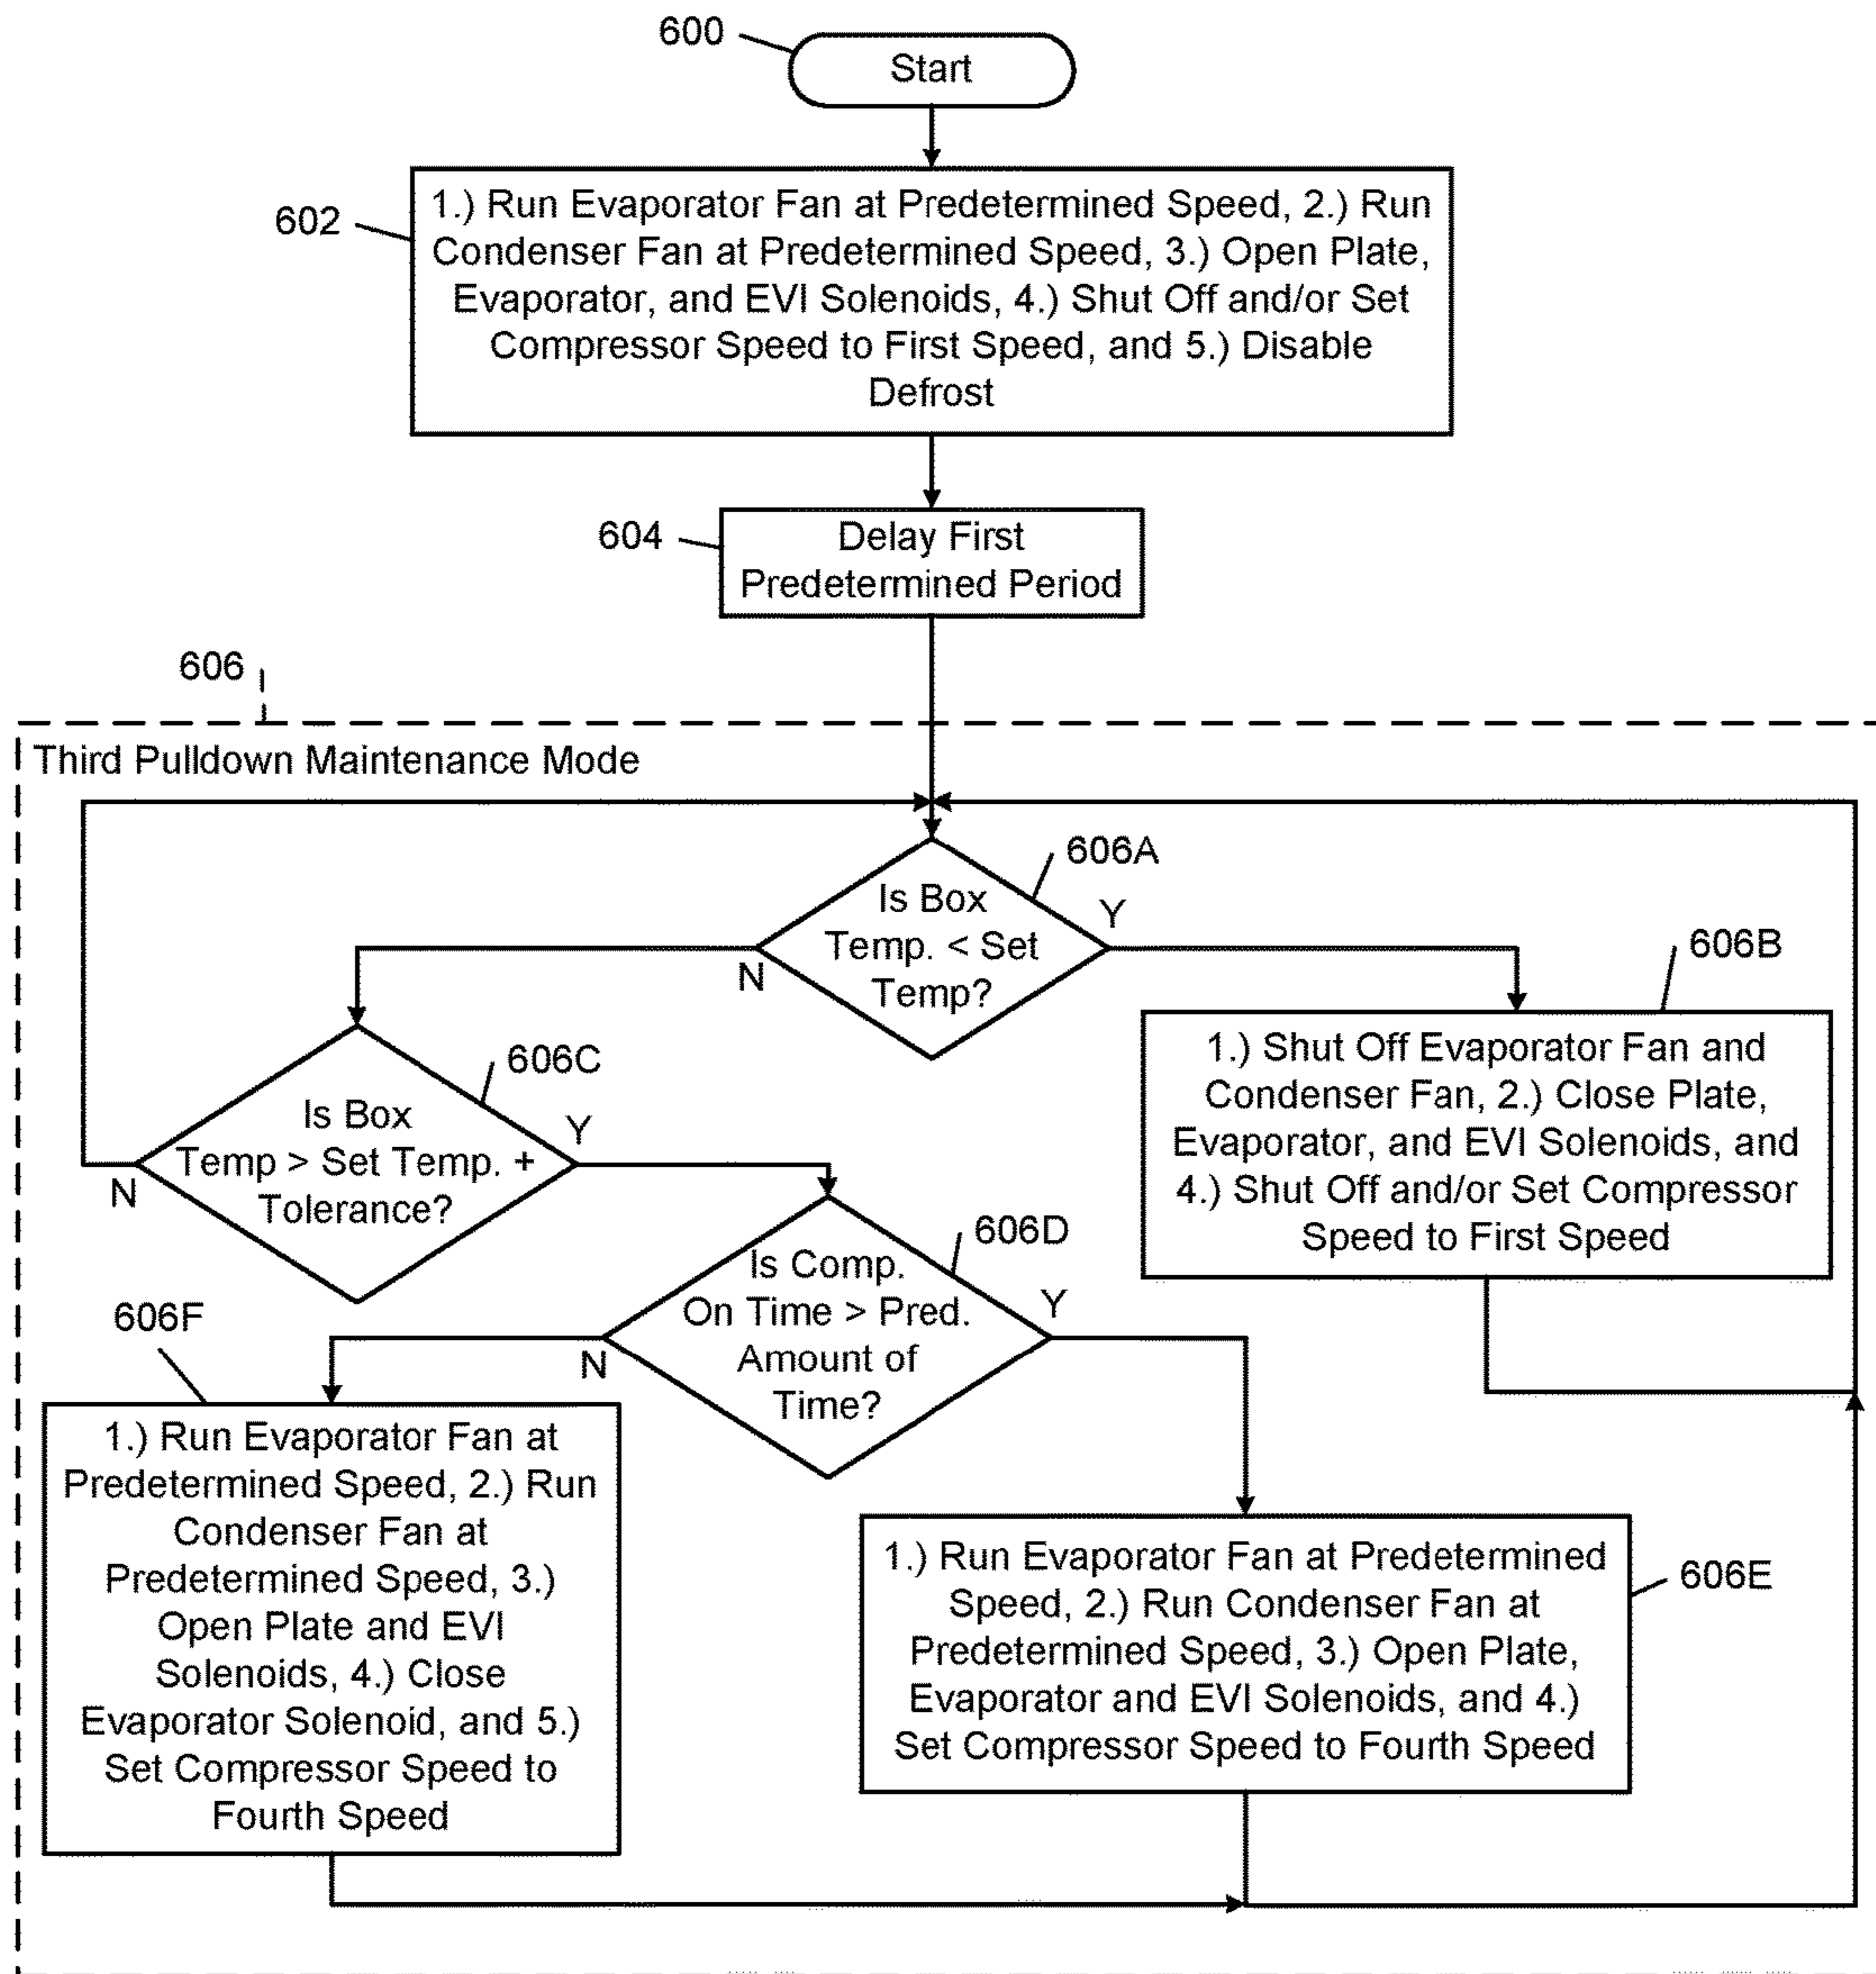 600
Start
602
1.) Run Evaporator Fan at Predetermined Speed, 2.) Run
Condenser Fan at Predetermined Speed, 3.) Open Plate,
Evaporator, and EVI Solenoids, 4.) Shut Off and/or Set
Compressor Speed to First Speed, and 5.) Disable
Defrost
604
Delay First
Predetermined Period
606
Third Pulldown Maintenance Mode
606A
Is Box
Temp. < Set
Temp?
Y
N
606B
1.) Shut Off Evaporator Fan and
Condenser Fan, 2.) Close Plate,
Evaporator, and EVI Solenoids, and
4.) Shut Off and/or Set Compressor
Speed to First Speed
606C
Is Box
Temp > Set Temp. +
Tolerance?
Y
N
606D
Is Comp.
On Time > Pred.
Amount of
Time?
Y
N
606F
1.) Run Evaporator Fan at
Predetermined Speed, 2.) Run
Condenser Fan at
Predetermined Speed, 3.)
Open Plate and EVI
Solenoids, 4.) Close
Evaporator Solenoid, and 5.)
Set Compressor Speed to
Fourth Speed
606E
1.) Run Evaporator Fan at Predetermined
Speed, 2.) Run Condenser Fan at
Predetermined Speed, 3.) Open Plate,
Evaporator and EVI Solenoids, and 4.)
Set Compressor Speed to Fourth Speed